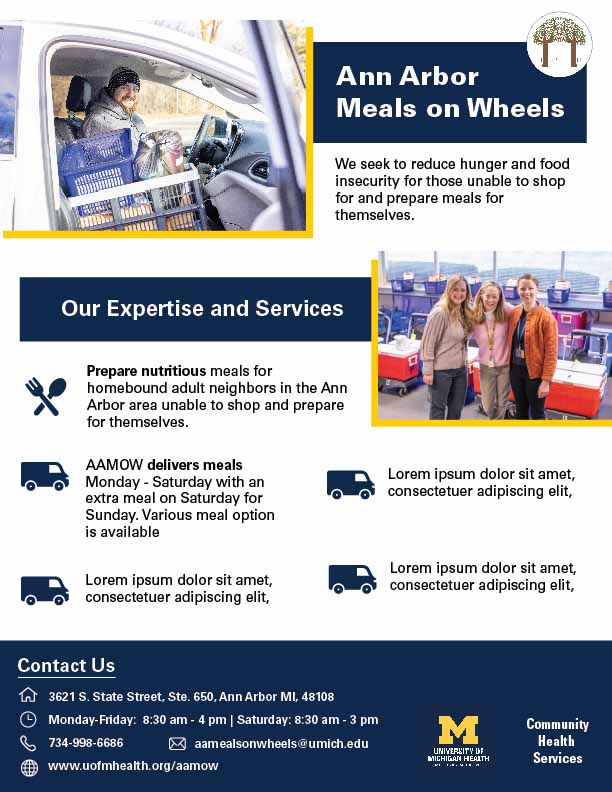 Ann Arbor
Meals on Wheels
We seek to reduce hunger and food
insecurity for those unable to shop
for and prepare meals for
themselves.
Our Expertise and Services
Prepare nutritious meals for
homebound adult neighbors in the Ann
Arbor area unable to shop and prepare
for themselves.
AAMOW delivers meals
Monday - Saturday with an
extra meal on Saturday for
Sunday. Various meal option
is available
Lorem ipsum dolor sit amet,
consectetuer adipiscing elit,
Lorem ipsum dolor sit amet,
consectetuer adipiscing elit,
Lorem ipsum dolor sit amet,
consectetuer adipiscing elit,
Contact Us
3621 S. State Street, Ste. 650, Ann Arbor MI, 48108
Monday-Friday: 8:30 am - 4 pm | Saturday: 8:30 am - 3 pm
734-998-6686 aamealsonwheels@umich.edu
www.uofmhealth.org/aamow
M
UNIVERSITY OF
MICHIGAN HEALTH
Community
Health
Services